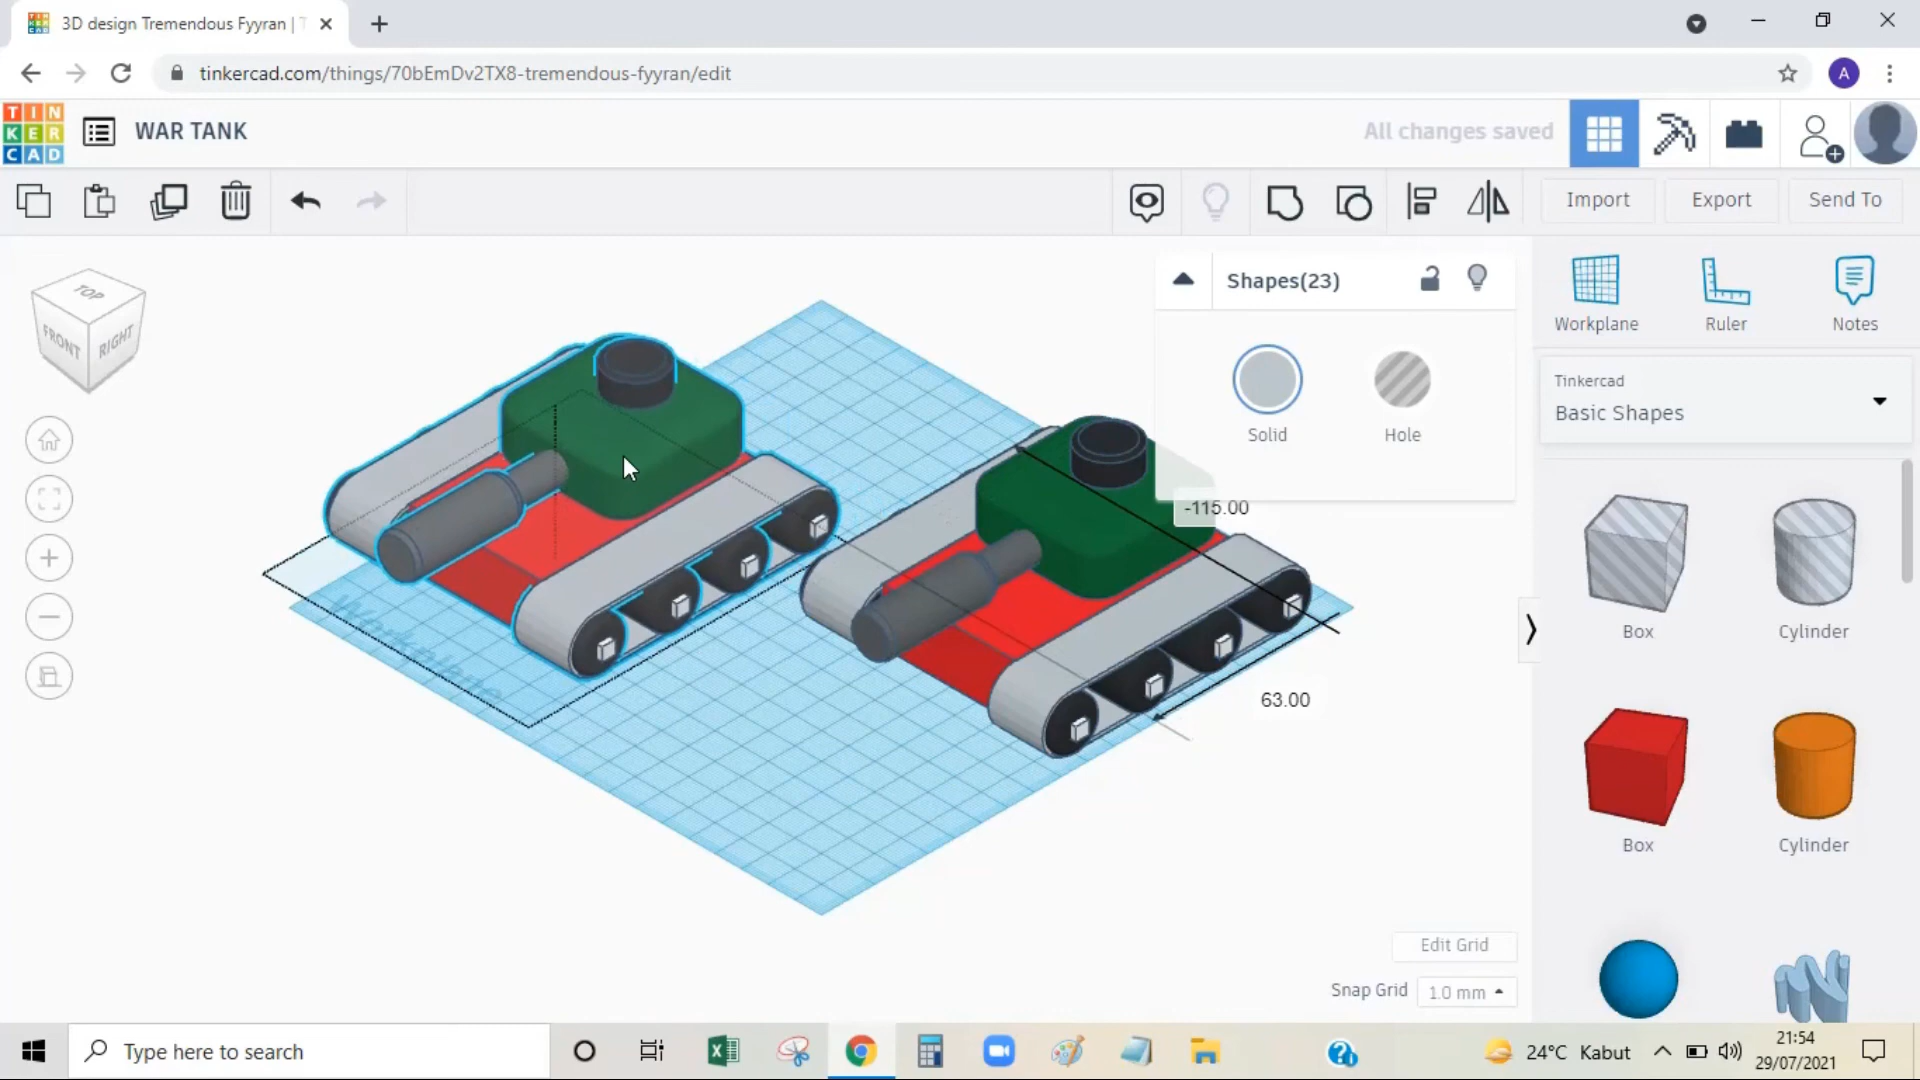 3D design Tremendous Fyyran | T
tinkercad.com/things/70bEmDv2TX8-tremendous-fyyran/edit
TIN
KER
CAD
WAR TANK
All changes saved
Import
Export
Send To
TOP
FRONT
RIGHT
Shapes(23)
Solid
Hole
Workplane
Ruler
Notes
Tinkercad
Basic Shapes
-115.00
63.00
Workplane
Box
Cylinder
Box
Cylinder
Edit Grid
Snap Grid
1.0 mm
A
Type here to search
24°C Kabut
21:54
29/07/2021